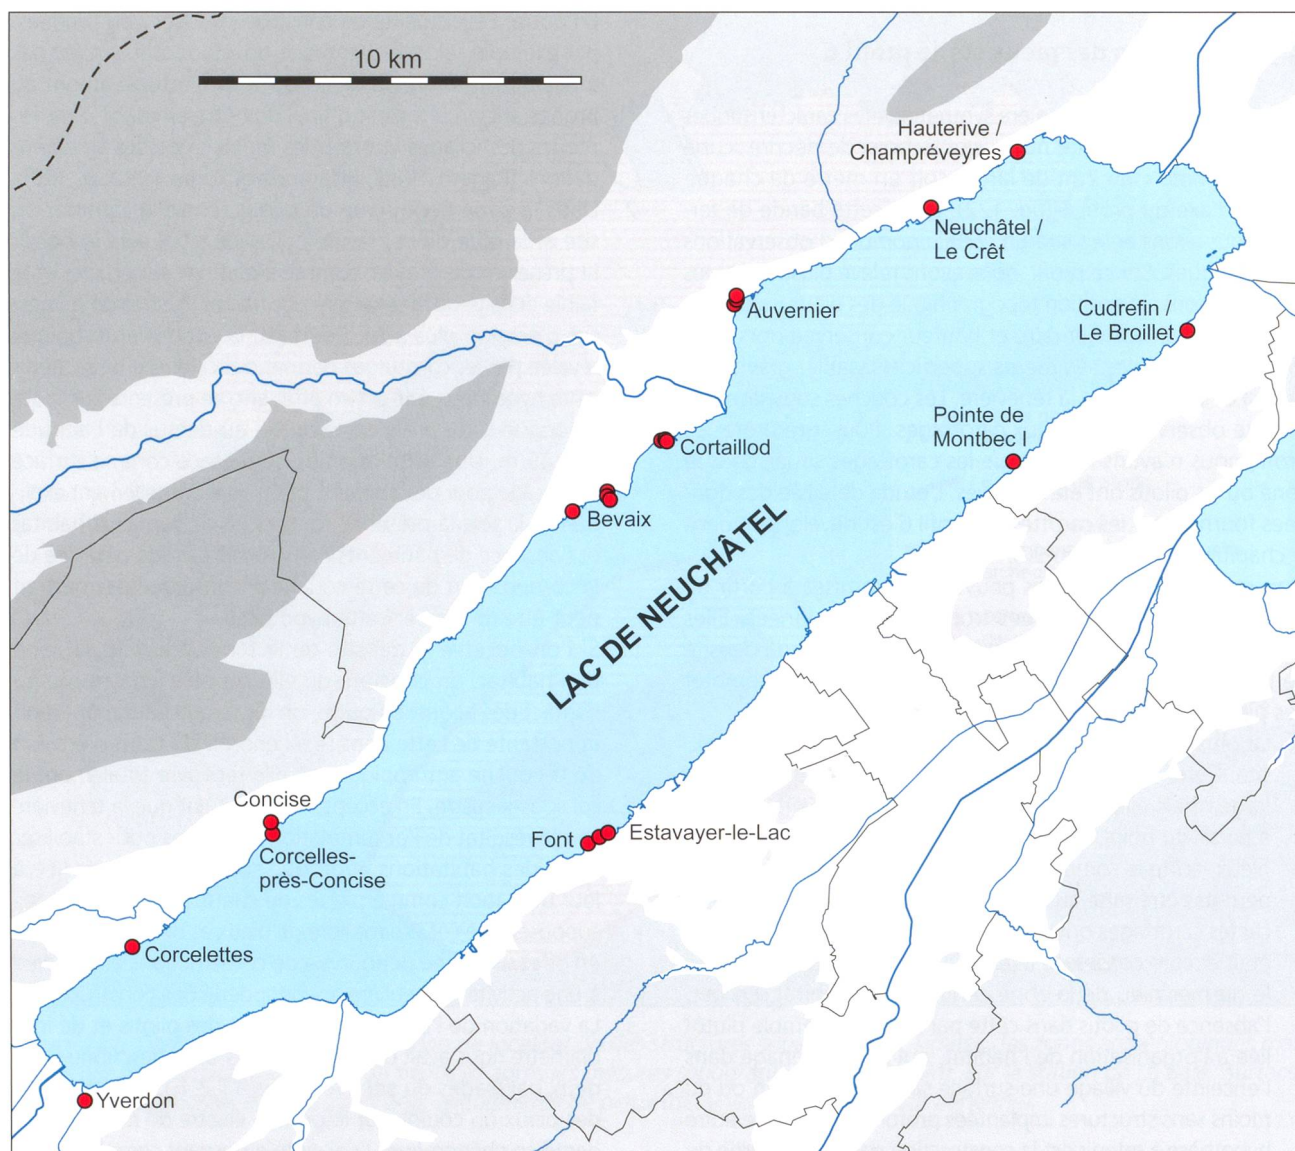 10 km
Hauterive /
Champréveyres
Neuchâtel /
Le Crêt
Auvernier
Cudrefin /
Le Broillet
Pointe de
Montbec I
Cortaillod
Bevaix
LAC DE NEUCHÂTEL
Concise
Corcelles-
près-Concise
Font
Estavayer-le-Lac
Corcelettes
Yverdon